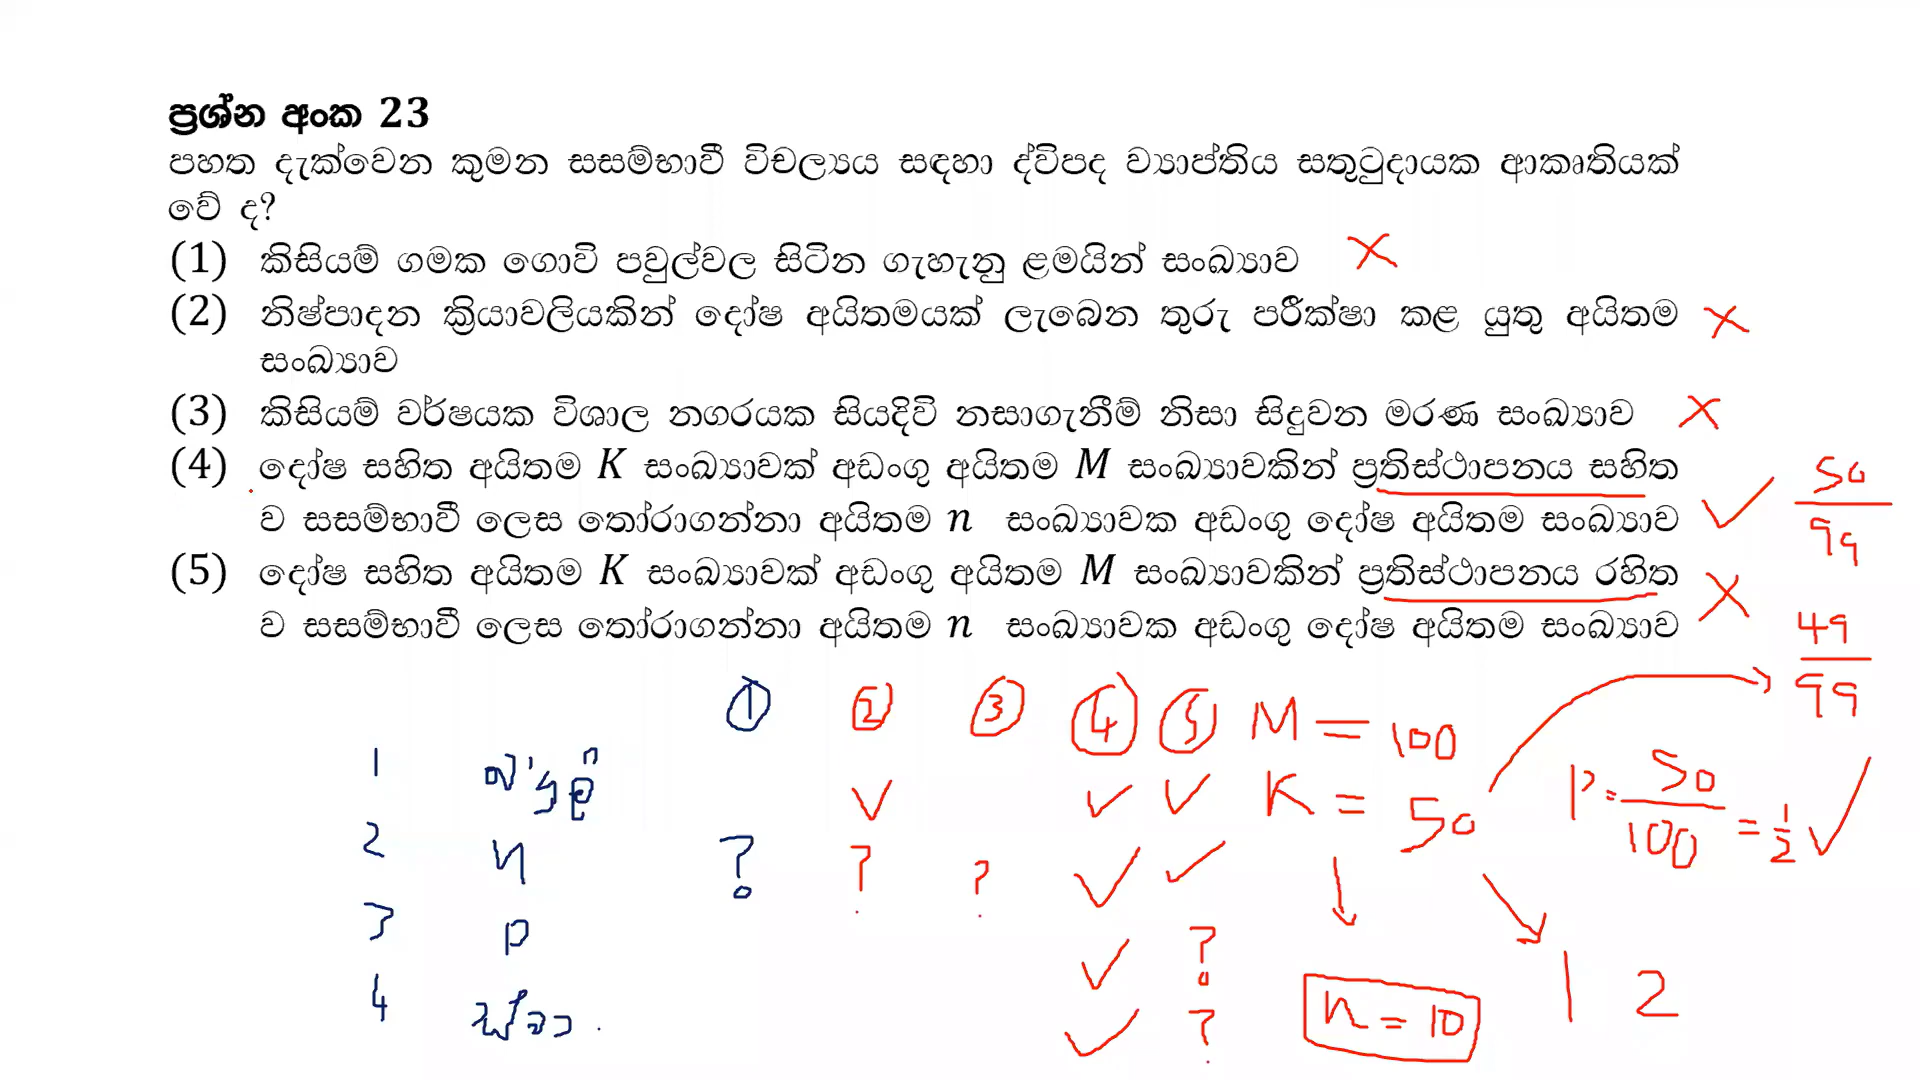 ප්‍රශ්න අංක 23
පහත දැක්වෙන කුමන සසම්භාවී විචල්‍යය සඳහා ද්විපද ව්‍යාප්තිය සතුටුදායක ආකෘතියක්
වේ ද?
(1) කිසියම් ගමක ගොවි පවුල්වල සිටින ගැහැනු ළමයින් සංඛ්‍යාව
(2) නිෂ්පාදන ක්‍රියාවලියකින් දෝෂ අයිතමයක් ලැබෙන තුරු පරීක්ෂා කළ යුතු අයිතම
සංඛ්‍යාව
(3) කිසියම් වර්ෂයක විශාල නගරයක සියදිවි නසාගැනීම් නිසා සිදුවන මරණ සංඛ්‍යාව
(4) දෝෂ සහිත අයිතම K සංඛ්‍යාවක් අඩංගු අයිතම M සංඛ්‍යාවකින් ප්‍රතිස්ථාපනය සහිත
ව සසම්භාවී ලෙස තෝරාගන්නා අයිතම n සංඛ්‍යාවක අඩංගු දෝෂ අයිතම සංඛ්‍යාව
50
99
(5) දෝෂ සහිත අයිතම K සංඛ්‍යාවක් අඩංගු අයිතම M සංඛ්‍යාවකින් ප්‍රතිස්ථාපනය රහිත
ව සසම්භාවී ලෙස තෝරාගන්නා අයිතම n සංඛ්‍යාවක අඩංගු දෝෂ අයිතම සංඛ්‍යාව
49
99
1 2 3 4 5 M = 100
1 ✓ ✓ ✓ K = 50
P = 50/100 = 1/2 ✓
2 n ? ? ? ✓ ✓
3 p ✓ ?
4 ✓ ?
n = 10
1 2